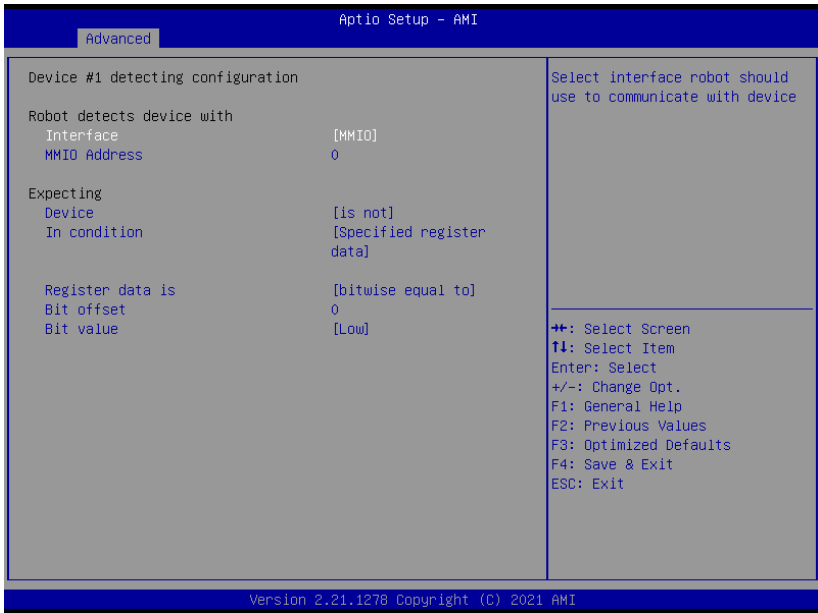 Aptio Setup – AMI
Advanced
Device #1 detecting configuration
Robot detects device with
Interface [MMIO]
MMIO Address 0
Expecting
Device [is not]
In condition [Specified register
data]
Register data is [bitwise equal to]
Bit offset 0
Bit value [Low]
Select interface robot should
use to communicate with device
→←: Select Screen
↑↓: Select Item
Enter: Select
+/-: Change Opt.
F1: General Help
F2: Previous Values
F3: Optimized Defaults
F4: Save & Exit
ESC: Exit
Version 2.21.1278 Copyright (C) 2021 AMI